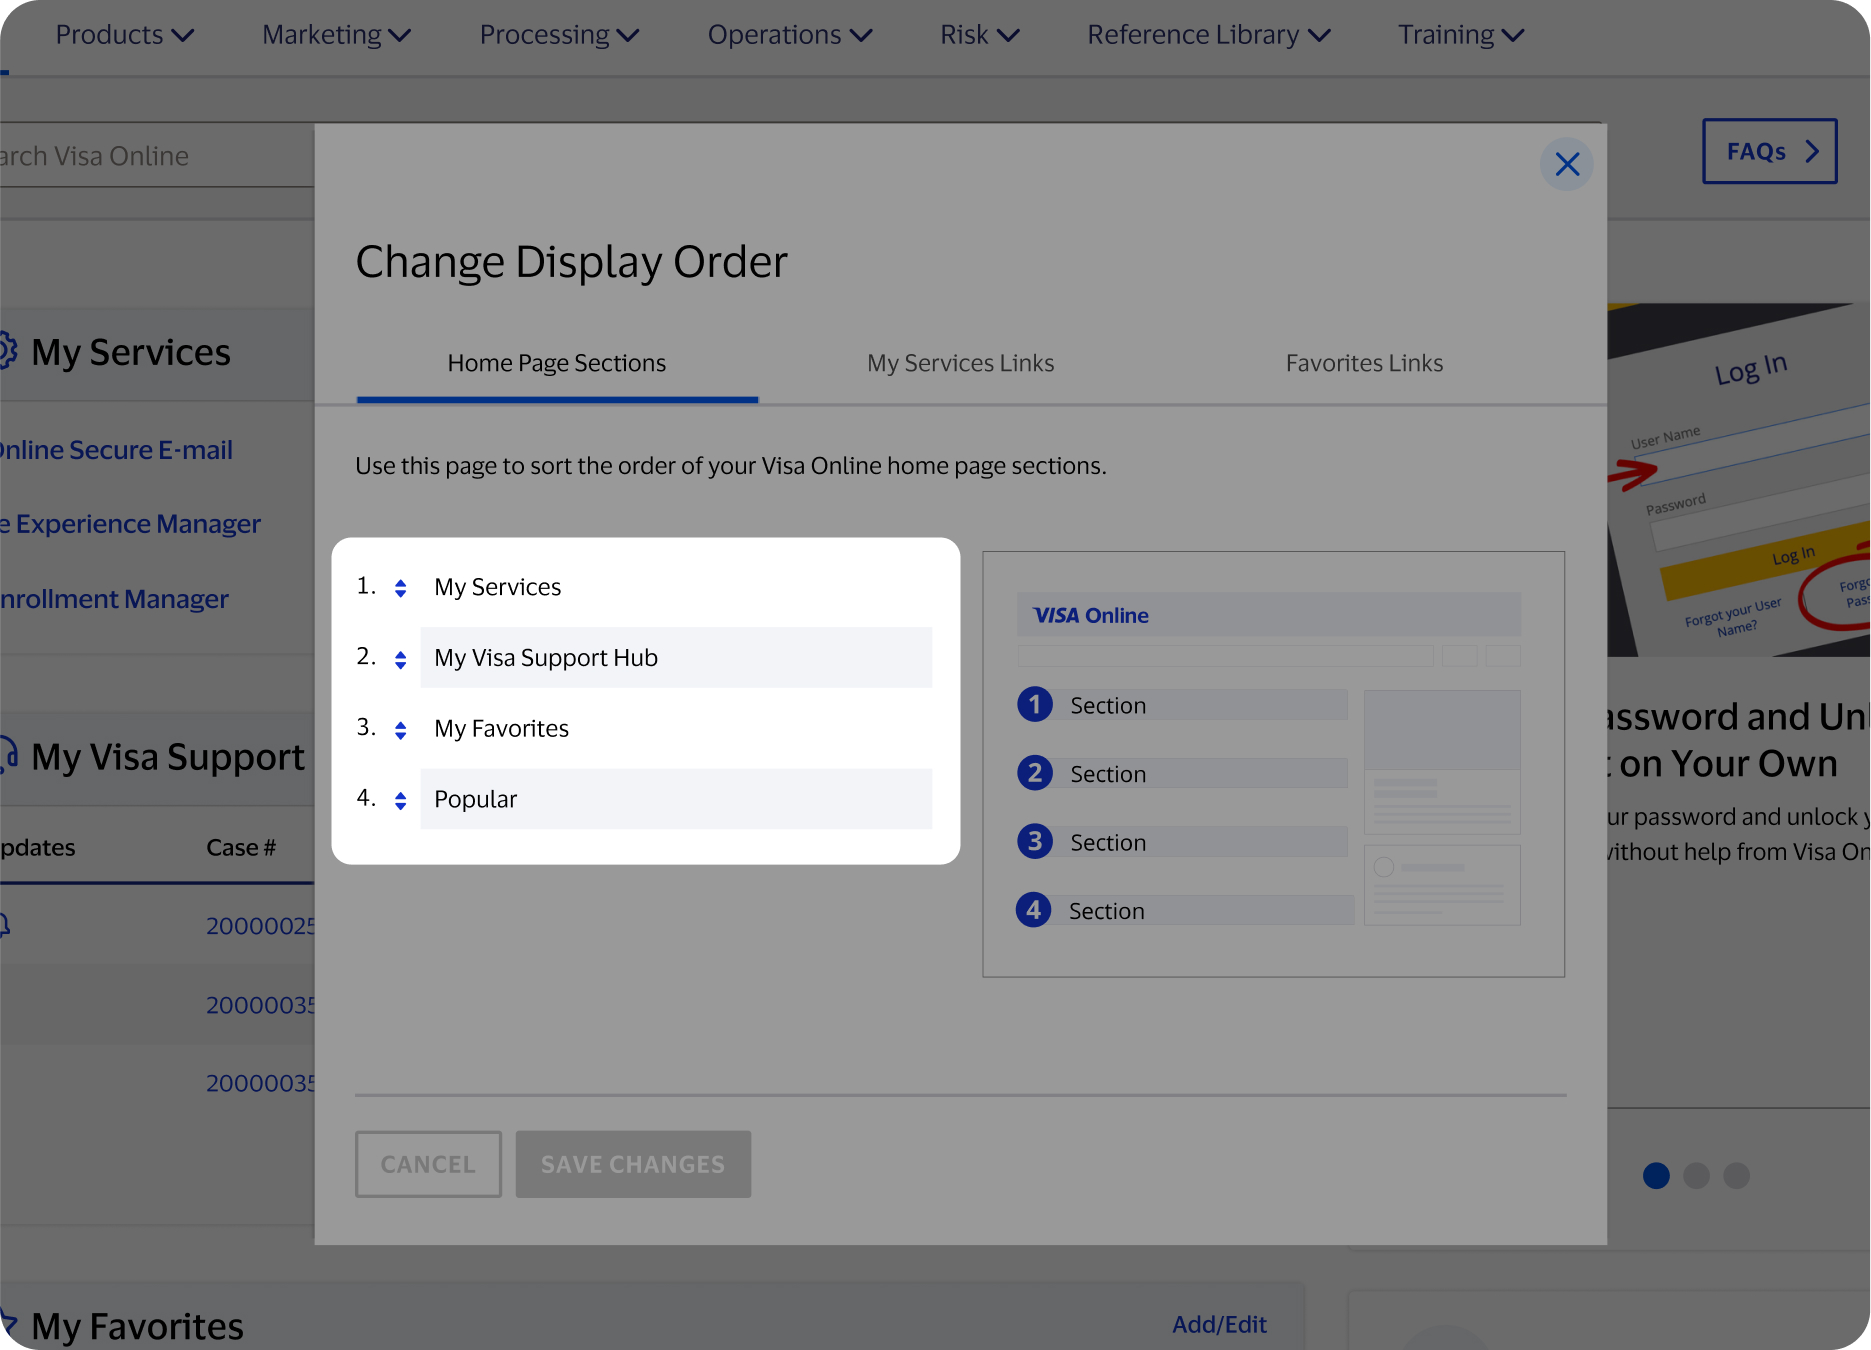 Products
Marketing
Processing
Operations
Risk
Reference Library
Training
arch Visa Online
FAQs
Change Display Order
My Services
Home Page Sections
My Services Links
Favorites Links
Log In
User Name
Password
Log In
Forgot your User
Name?
Online Secure E-mail
Use this page to sort the order of your Visa Online home page sections.
e Experience Manager
nrollment Manager
1. My Services
2. My Visa Support Hub
3. My Favorites
4. Popular
VISA Online
1 Section
2 Section
3 Section
4 Section
My Visa Support
pdates
Case #
20000025
20000035
20000035
assword and Unl
t on Your Own
ur password and unlock y
without help from Visa On
CANCEL
SAVE CHANGES
My Favorites
Add/Edit